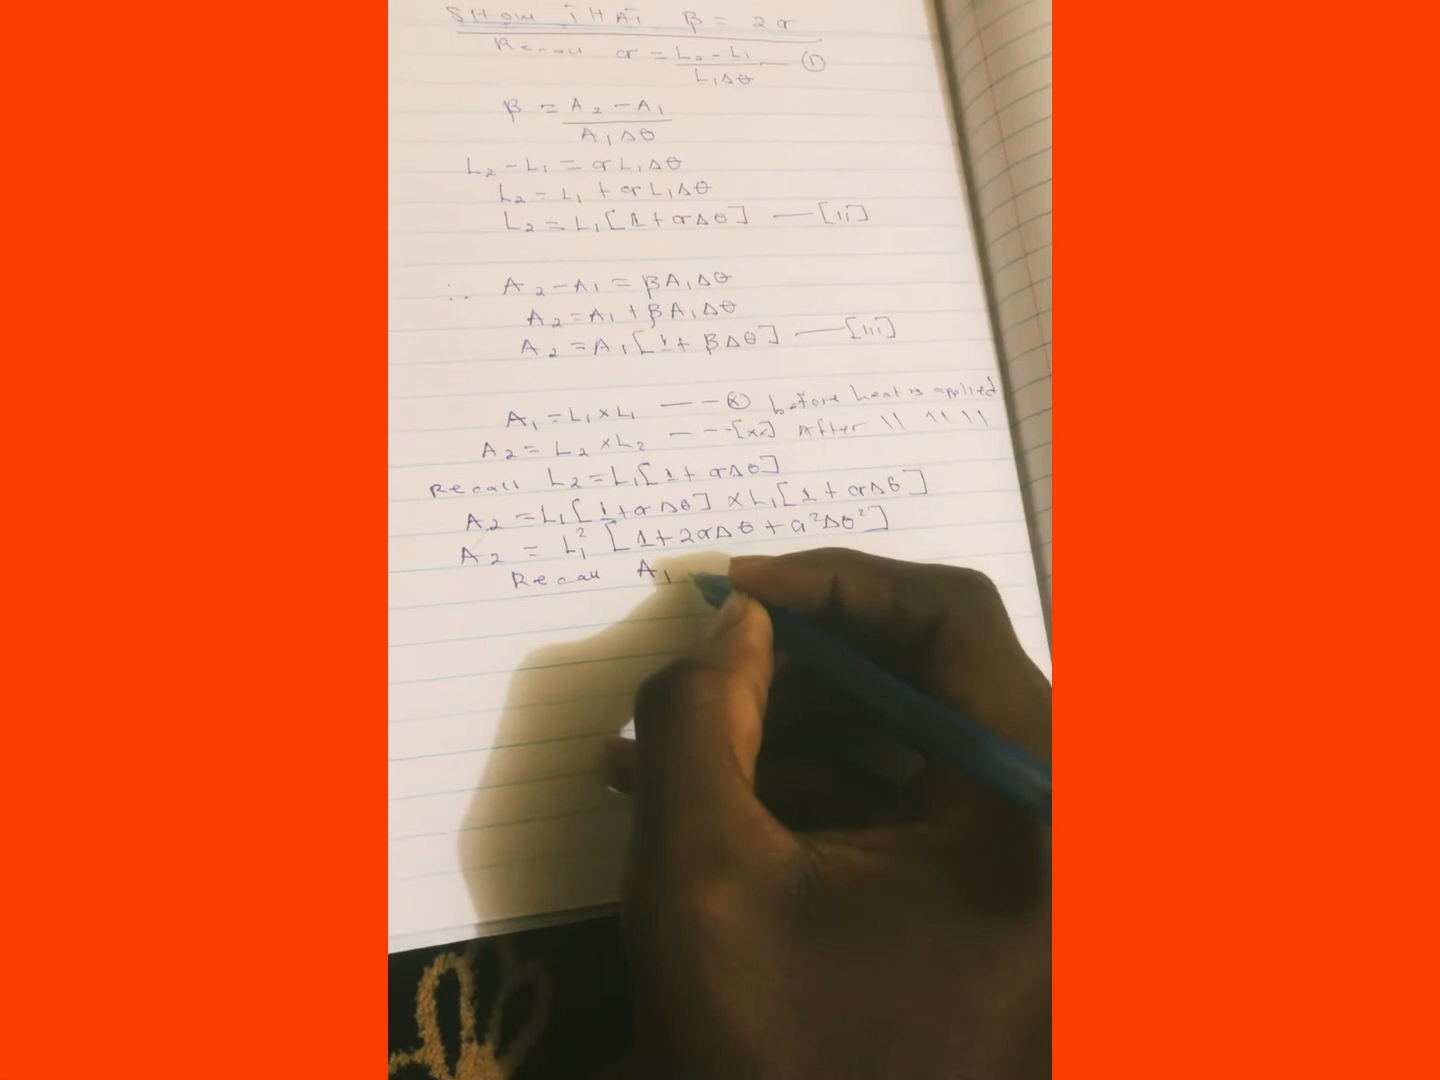 SHOW THAT β = 2α
Recall α = L₂ - L₁ / L₁Δθ — ①
β = A₂ - A₁ / A₁Δθ
L₂ - L₁ = αL₁Δθ
L₂ = L₁ + αL₁Δθ
L₂ = L₁[1 + αΔθ] — [ii]
∴ A₂ - A₁ = βA₁Δθ
A₂ = A₁ + βA₁Δθ
A₂ = A₁[1 + βΔθ] — [iii]
A₁ = L₁ × L₁ — - (x) before heat is applied
A₂ = L₂ × L₂ — - - [xx] After \\ \\ \\
Recall L₂ = L₁[1 + αΔθ]
A₂ = L₁[1 + αΔθ] × L₁[1 + αΔθ]
A₂ = L₁² [1 + 2αΔθ + α²Δθ²]
Recall A₁